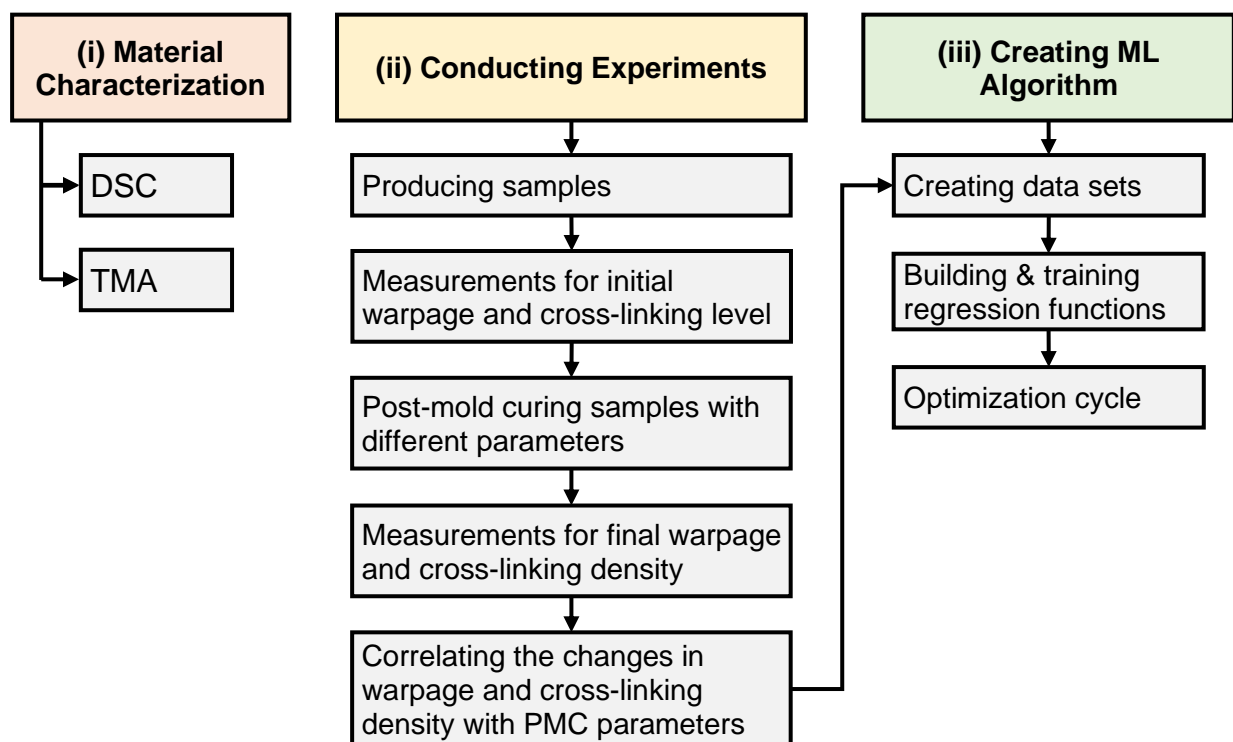 (i) Material
Characterization
DSC
TMA
(ii) Conducting Experiments
Producing samples
Measurements for initial
warpage and cross-linking level
Post-mold curing samples with
different parameters
Measurements for final warpage
and cross-linking density
Correlating the changes in
warpage and cross-linking
density with PMC parameters
(iii) Creating ML
Algorithm
Creating data sets
Building & training
regression functions
Optimization cycle